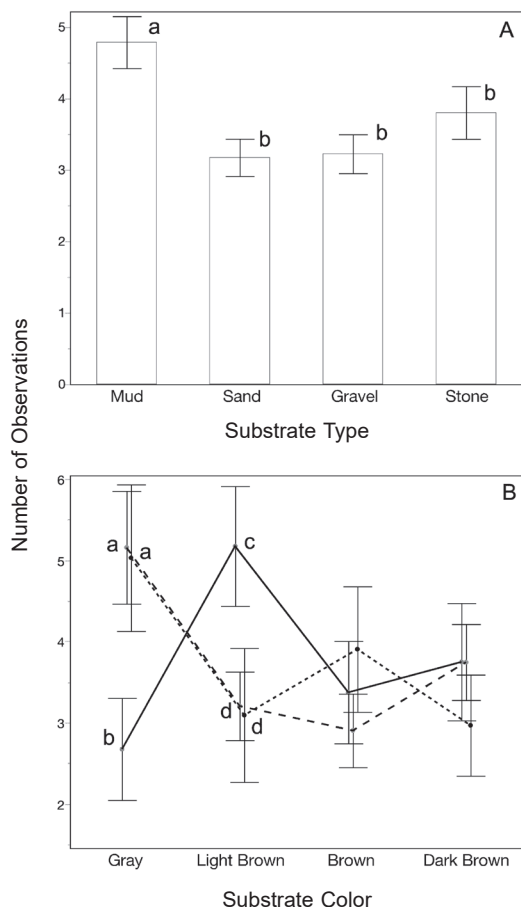 A
5
4
3
2
1
0
a
b
b
b
Mud Sand Gravel Stone
Substrate Type
Number of Observations
B
6
5
4
3
2
a
a
b
c
d
d
Gray Light Brown Brown Dark Brown
Substrate Color